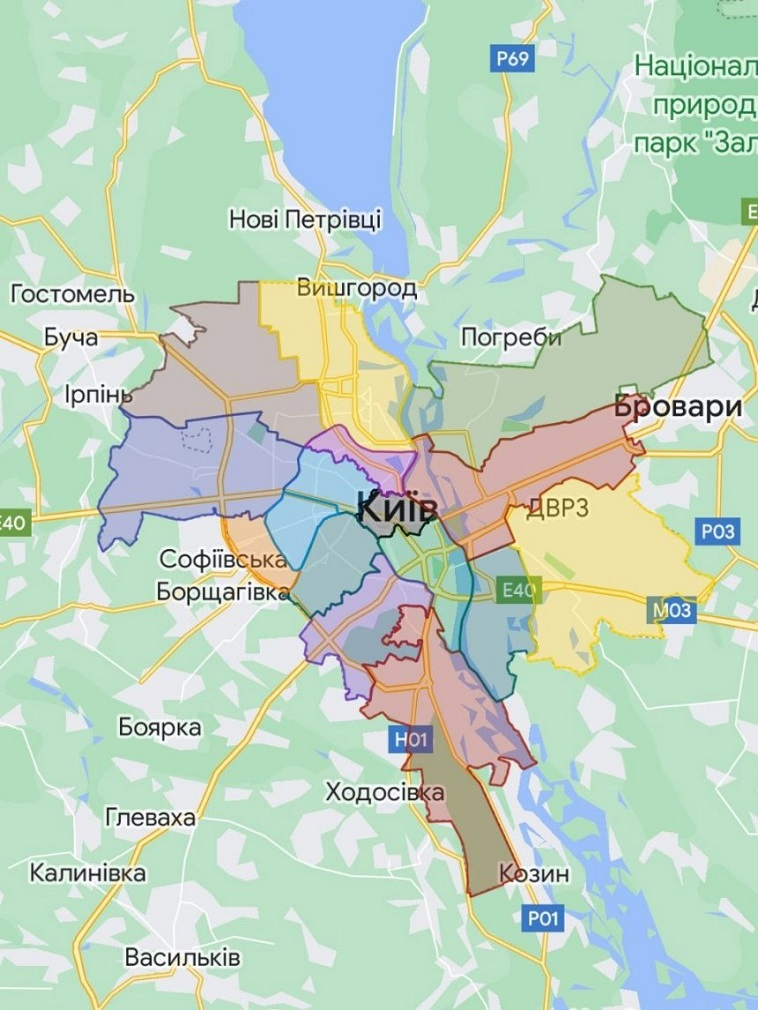 P69
Націонал
природ
парк "Зал
E
Нові Петрівці
Гостомель
Вишгород
Буча
Погреби
Ірпінь
Бровари
E40
Київ
ДВРЗ
P03
Софіївська
Борщагівка
E40
M03
Боярка
H01
Ходосівка
Глеваха
Калинівка
Козин
P01
Васильків